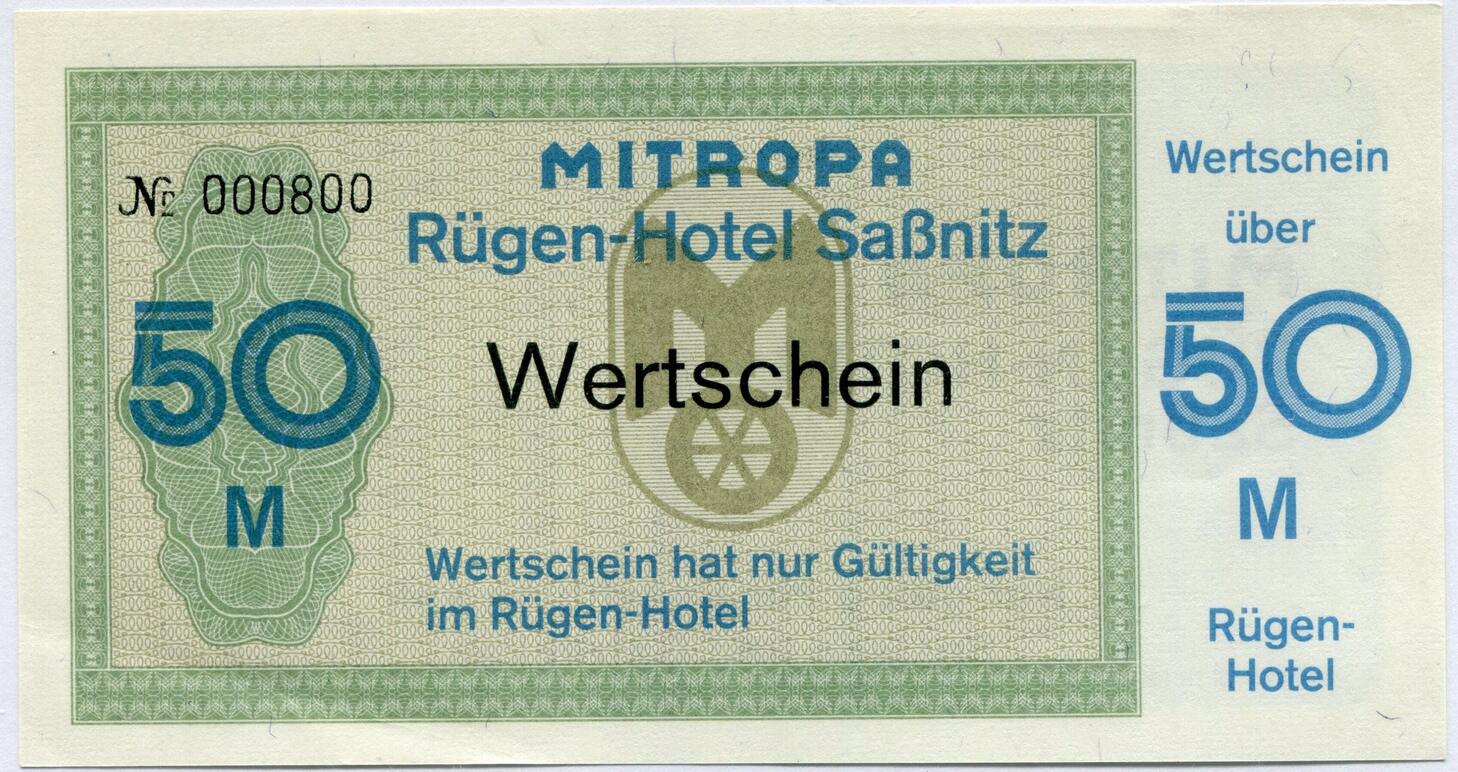 № 000800
MITROPA
Rügen-Hotel Saßnitz
50
M
Wertschein
Wertschein hat nur Gültigkeit
im Rügen-Hotel
Wertschein
über
50
M
Rügen-
Hotel